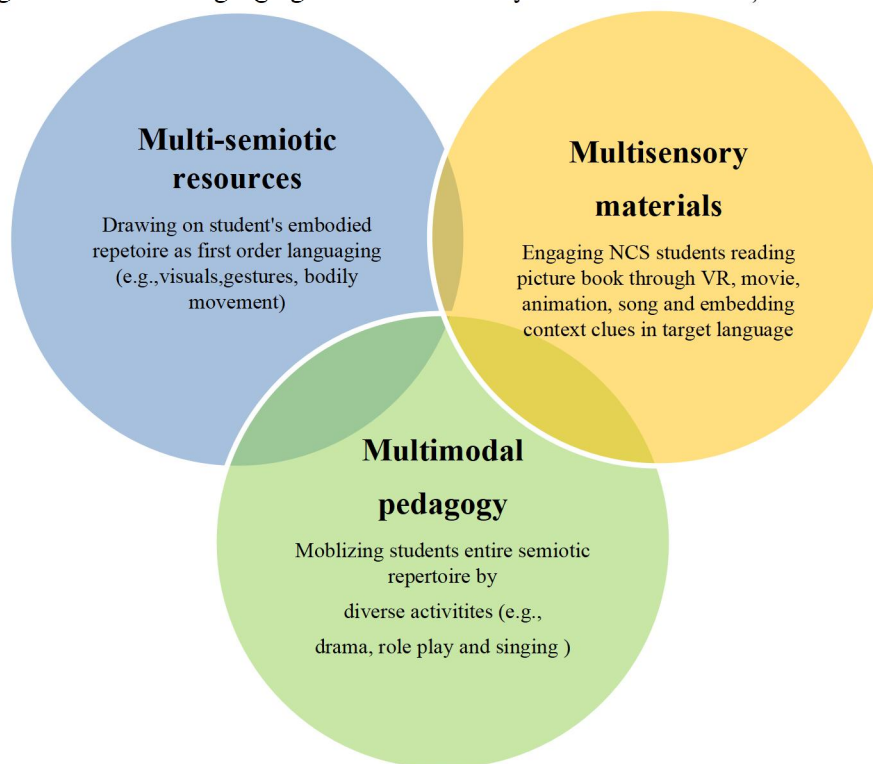 Multi-semiotic
resources
Drawing on student's embodied
repetoire as first order languaging
(e.g.,visuals,gestures, bodily
movement)
Multisensory
materials
Engaging NCS students reading
picture book through VR, movie,
animation, song and embedding
context clues in target language
Multimodal
pedagogy
Moblizing students entire semiotic
repertoire by
diverse activitites (e.g.,
drama, role play and singing )